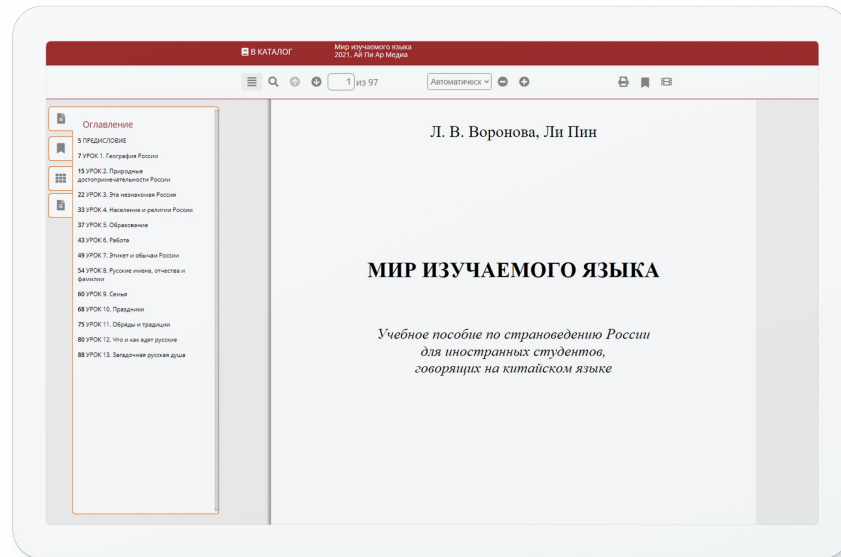 В КАТАЛОГ
Мир изучаемого языка
2021, Ай Пи Ар Медиа
1 из 97
Автоматическ
Оглавление
5 ПРЕДИСЛОВИЕ
7 УРОК 1. География России
15 УРОК 2. Природные
достопримечательности России
22 УРОК 3. Эта незнакомая Россия
33 УРОК 4. Население и религии России
37 УРОК 5. Образование
43 УРОК 6. Работа
49 УРОК 7. Этикет и обычаи России
54 УРОК 8. Русские имена, отчества и
фамилии
60 УРОК 9. Семья
68 УРОК 10. Праздники
75 УРОК 11. Обряды и традиции
80 УРОК 12. Что и как едят русские
88 УРОК 13. Загадочная русская душа
Л. В. Воронова, Ли Пин
МИР ИЗУЧАЕМОГО ЯЗЫКА
Учебное пособие по страноведению России
для иностранных студентов,
говорящих на китайском языке